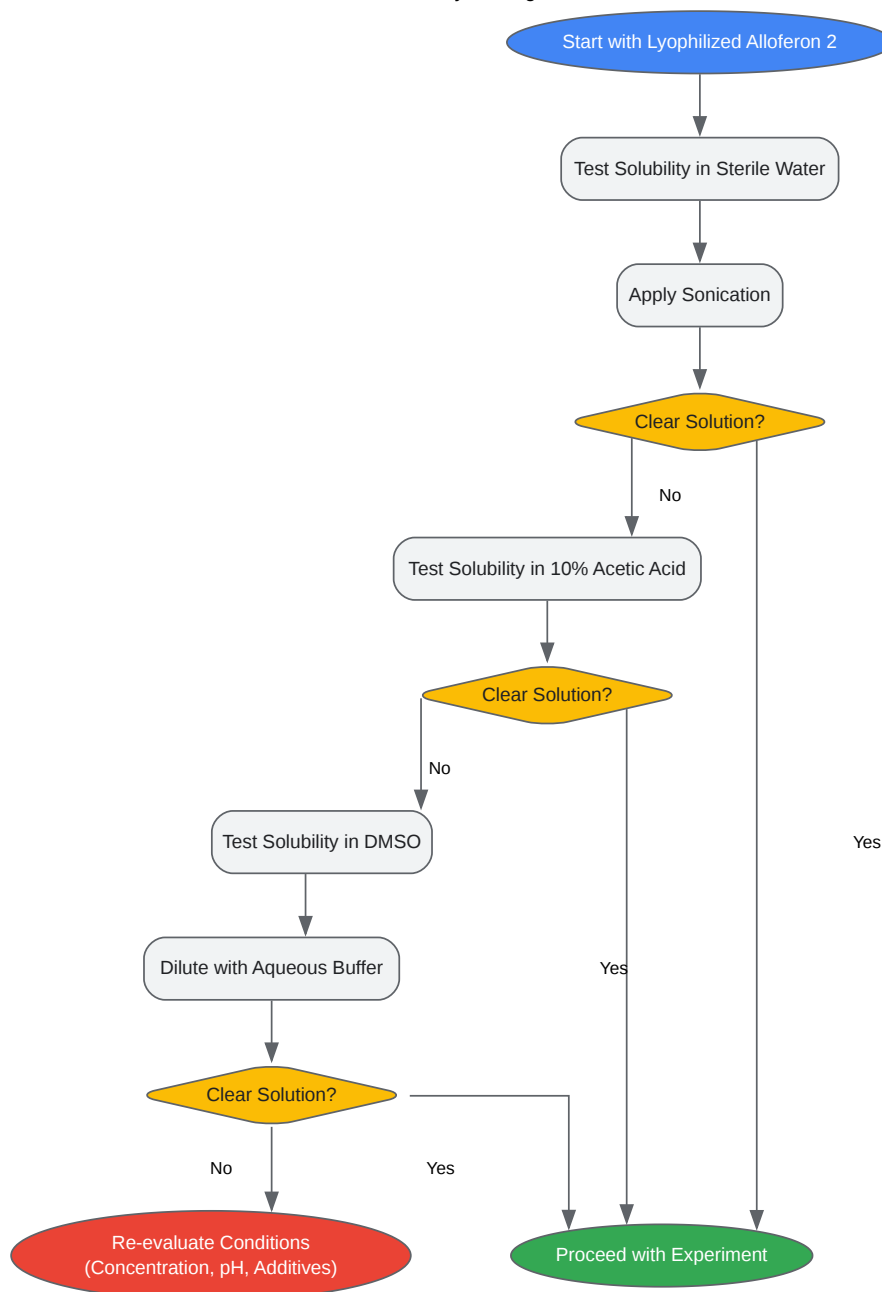 Start with Lyophilized Alloferon 2
Test Solubility in Sterile Water
Apply Sonication
Clear Solution?
No
Test Solubility in 10% Acetic Acid
Clear Solution?
No
Test Solubility in DMSO
Yes
Dilute with Aqueous Buffer
Yes
Clear Solution?
No
Yes
Re-evaluate Conditions
(Concentration, pH, Additives)
Proceed with Experiment